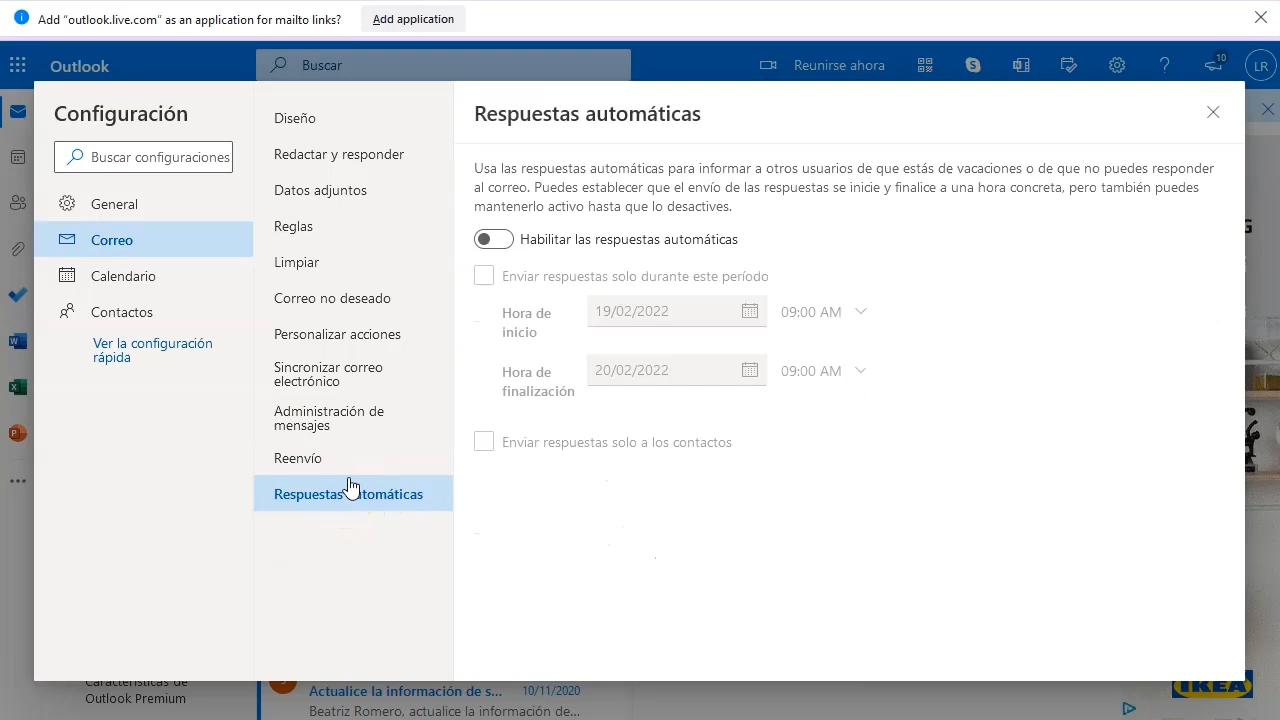 Add “outlook.live.com” as an application for mailto links?
Add application
Outlook
Buscar
Reunirse ahora
10
LR
Configuración
Buscar configuraciones
General
Correo
Calendario
Contactos
Ver la configuración
rápida
Diseño
Redactar y responder
Datos adjuntos
Reglas
Limpiar
Correo no deseado
Personalizar acciones
Sincronizar correo
electrónico
Administración de
mensajes
Reenvío
Respuestas automáticas
Respuestas automáticas
Usa las respuestas automáticas para informar a otros usuarios de que estás de vacaciones o de que no puedes responder
al correo. Puedes establecer que el envío de las respuestas se inicie y finalice a una hora concreta, pero también puedes
mantenerlo activo hasta que lo desactives.
Habilitar las respuestas automáticas
Enviar respuestas solo durante este período
Hora de
inicio
19/02/2022
09:00 AM
Hora de
finalización
20/02/2022
09:00 AM
Enviar respuestas solo a los contactos
Características de
Outlook Premium
Actualice la información de s...
10/11/2020
Beatriz Romero, actualice la información de...
IKEA